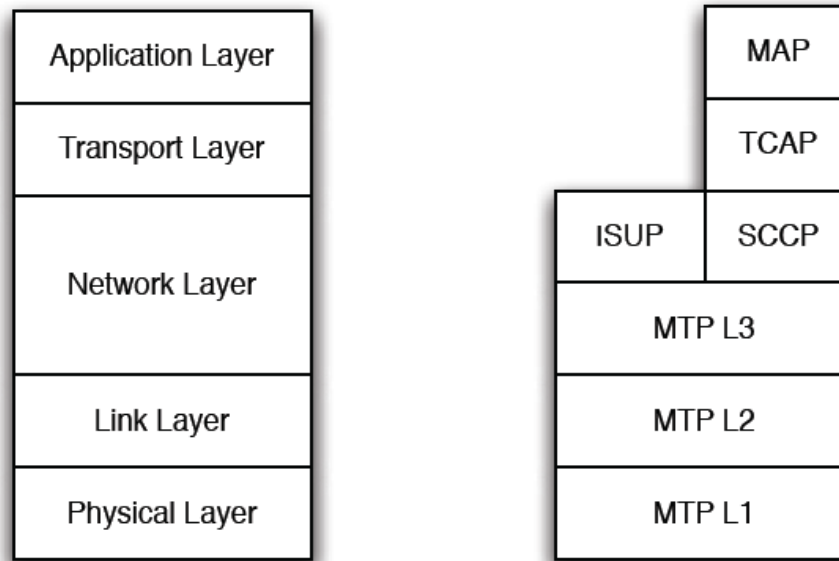 Application Layer
Transport Layer
Network Layer
Link Layer
Physical Layer
MAP
TCAP
ISUP
SCCP
MTP L3
MTP L2
MTP L1